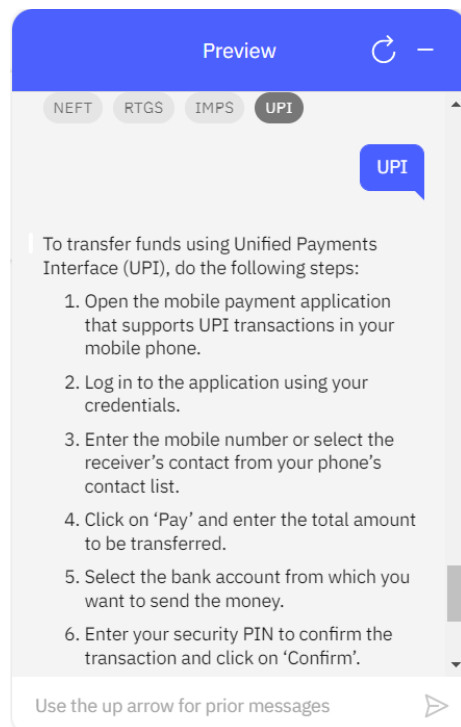 Preview
NEFT RTGS IMPS UPI
UPI
To transfer funds using Unified Payments
Interface (UPI), do the following steps:
1. Open the mobile payment application
that supports UPI transactions in your
mobile phone.
2. Log in to the application using your
credentials.
3. Enter the mobile number or select the
receiver’s contact from your phone’s
contact list.
4. Click on ‘Pay’ and enter the total amount
to be transferred.
5. Select the bank account from which you
want to send the money.
6. Enter your security PIN to confirm the
transaction and click on ‘Confirm’.
Use the up arrow for prior messages